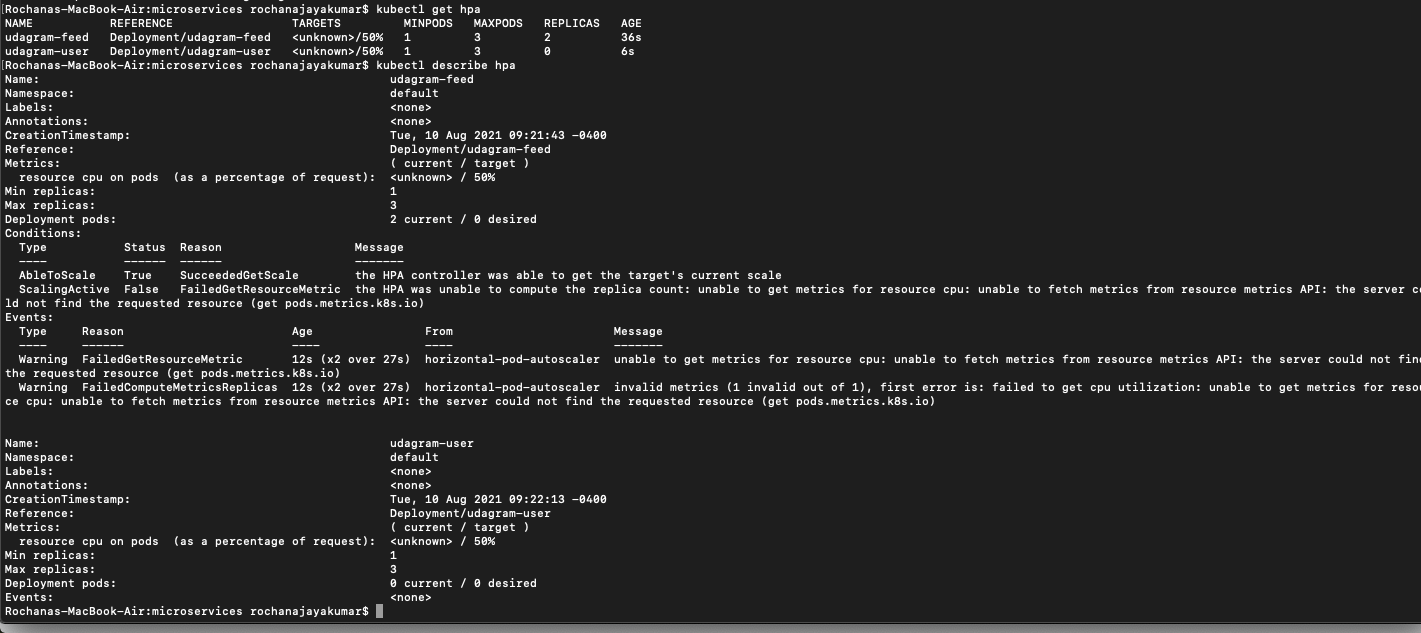 [Rochanas-MacBook-Air:microservices rochanajayakumar$ kubectl get hpa
NAME           REFERENCE                 TARGETS         MINPODS   MAXPODS   REPLICAS   AGE
udagram-feed   Deployment/udagram-feed   <unknown>/50%   1         3         2          36s
udagram-user   Deployment/udagram-user   <unknown>/50%   1         3         0          6s
[Rochanas-MacBook-Air:microservices rochanajayakumar$ kubectl describe hpa
Name:                                                  udagram-feed
Namespace:                                             default
Labels:                                                <none>
Annotations:                                           <none>
CreationTimestamp:                                     Tue, 10 Aug 2021 09:21:43 -0400
Reference:                                             Deployment/udagram-feed
Metrics:                                               ( current / target )
  resource cpu on pods  (as a percentage of request):  <unknown> / 50%
Min replicas:                                          1
Max replicas:                                          3
Deployment pods:                                       2 current / 0 desired
Conditions:
  Type           Status  Reason                   Message
  ----           ------  ------                   -------
  AbleToScale    True    SucceededGetScale        the HPA controller was able to get the target's current scale
  ScalingActive  False   FailedGetResourceMetric  the HPA was unable to compute the replica count: unable to get metrics for resource cpu: unable to fetch metrics from resource metrics API: the server co
ld not find the requested resource (get pods.metrics.k8s.io)
Events:
  Type     Reason                        Age                From                       Message
  ----     ------                        ----               ----                       -------
  Warning  FailedGetResourceMetric       12s (x2 over 27s)  horizontal-pod-autoscaler  unable to get metrics for resource cpu: unable to fetch metrics from resource metrics API: the server could not find
the requested resource (get pods.metrics.k8s.io)
  Warning  FailedComputeMetricsReplicas  12s (x2 over 27s)  horizontal-pod-autoscaler  invalid metrics (1 invalid out of 1), first error is: failed to get cpu utilization: unable to get metrics for resou
ce cpu: unable to fetch metrics from resource metrics API: the server could not find the requested resource (get pods.metrics.k8s.io)
Name:                                                  udagram-user
Namespace:                                             default
Labels:                                                <none>
Annotations:                                           <none>
CreationTimestamp:                                     Tue, 10 Aug 2021 09:22:13 -0400
Reference:                                             Deployment/udagram-user
Metrics:                                               ( current / target )
  resource cpu on pods  (as a percentage of request):  <unknown> / 50%
Min replicas:                                          1
Max replicas:                                          3
Deployment pods:                                       0 current / 0 desired
Events:                                                <none>
Rochanas-MacBook-Air:microservices rochanajayakumar$